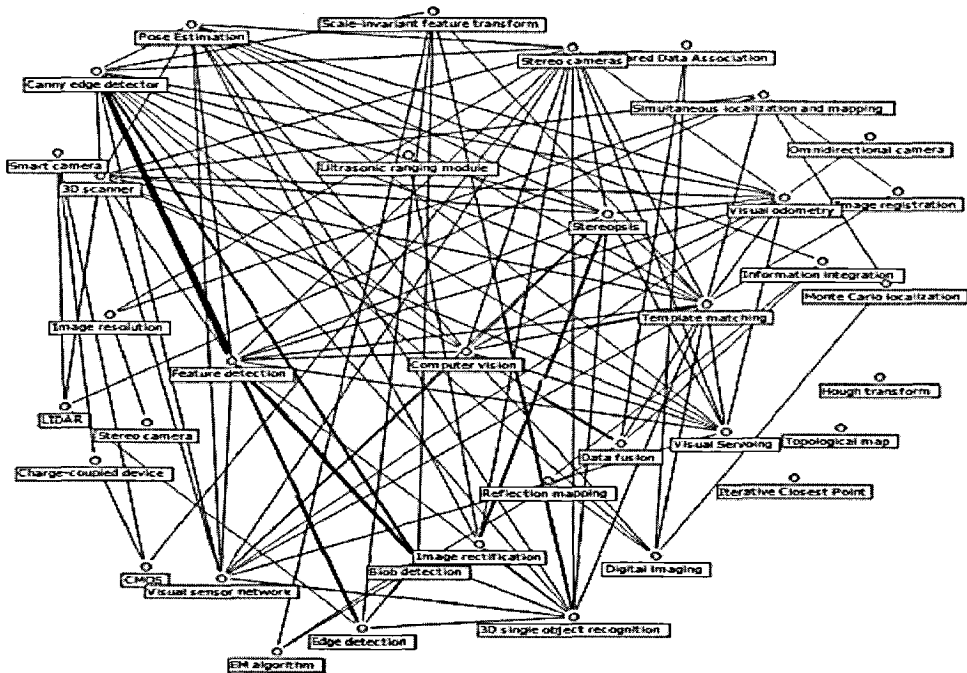 Scale-invariant feature transform
Pose Estimation
Stereo cameras
ared Data Association
Canny edge detector
Simultaneous localization and mapping
Omnidirectional camera
Smart camera
Ultrasonic ranging module
3D scanner
Visual odometry
Image registration
Stereopsis
Information integration
Monte Carlo localization
Image resolution
Template matching
Feature detection
Computer vision
Hough transform
LIDAR
Stereo camera
Visual Servoing
Topological map
Data fusion
Charge-coupled device
Reflection mapping
Iterative Closest Point
Image rectification
Blob detection
Digital imaging
CMOS
Visual sensor network
3D single object recognition
Edge detection
EM algorithm